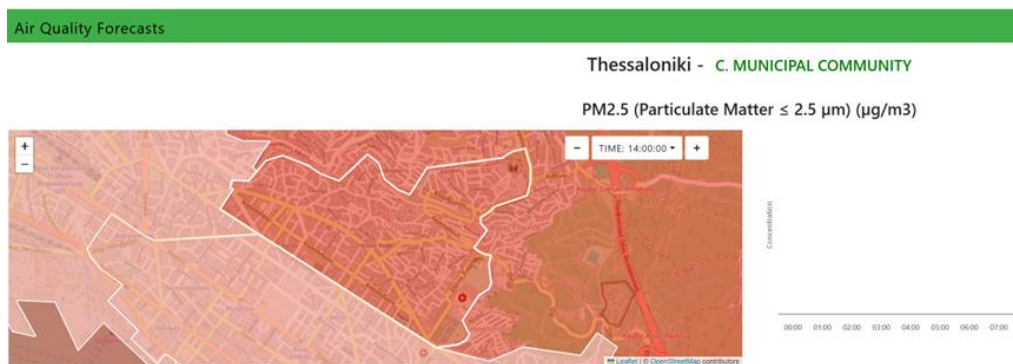 Air Quality Forecasts
Thessaloniki - C. MUNICIPAL COMMUNITY
PM2.5 (Particulate Matter ≤ 2.5 μm) (μg/m3)
+
−
− TIME: 14:00:00 +
Concentration
00:00 01:00 02:00 03:00 04:00 05:00 06:00 07:00
Leaflet | © OpenStreetMap contributors